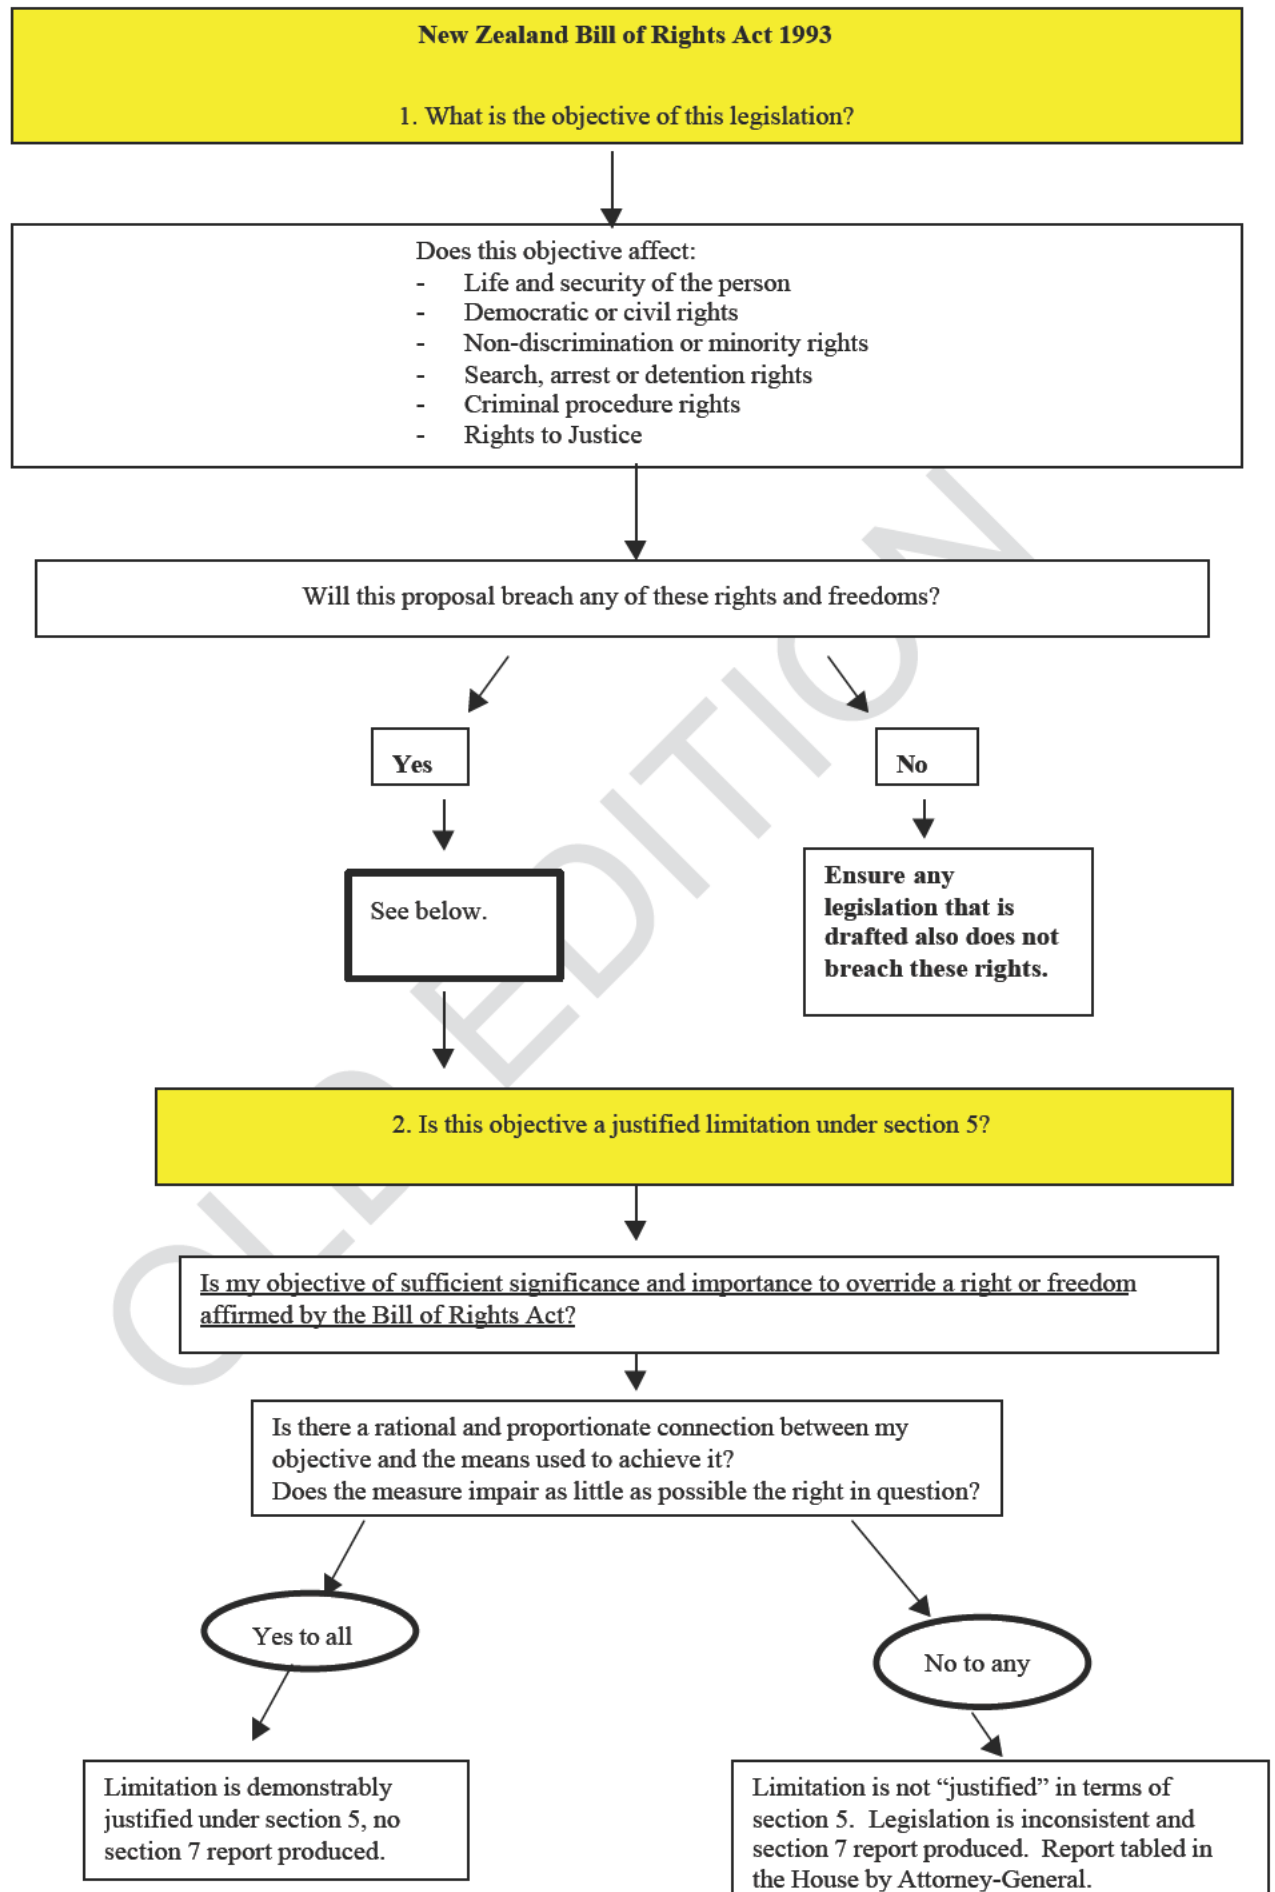 New Zealand Bill of Rights Act 1993
1. What is the objective of this legislation?
Does this objective affect:
- Life and security of the person
- Democratic or civil rights
- Non-discrimination or minority rights
- Search, arrest or detention rights
- Criminal procedure rights
- Rights to Justice
Will this proposal breach any of these rights and freedoms?
Yes
No
See below.
Ensure any
legislation that is
drafted also does not
breach these rights.
OLD EDITION
2. Is this objective a justified limitation under section 5?
Is my objective of sufficient significance and importance to override a right or freedom
affirmed by the Bill of Rights Act?
Is there a rational and proportionate connection between my
objective and the means used to achieve it?
Does the measure impair as little as possible the right in question?
Yes to all
No to any
Limitation is demonstrably
justified under section 5, no
section 7 report produced.
Limitation is not “justified” in terms of
section 5.  Legislation is inconsistent and
section 7 report produced.  Report tabled in
the House by Attorney-General.